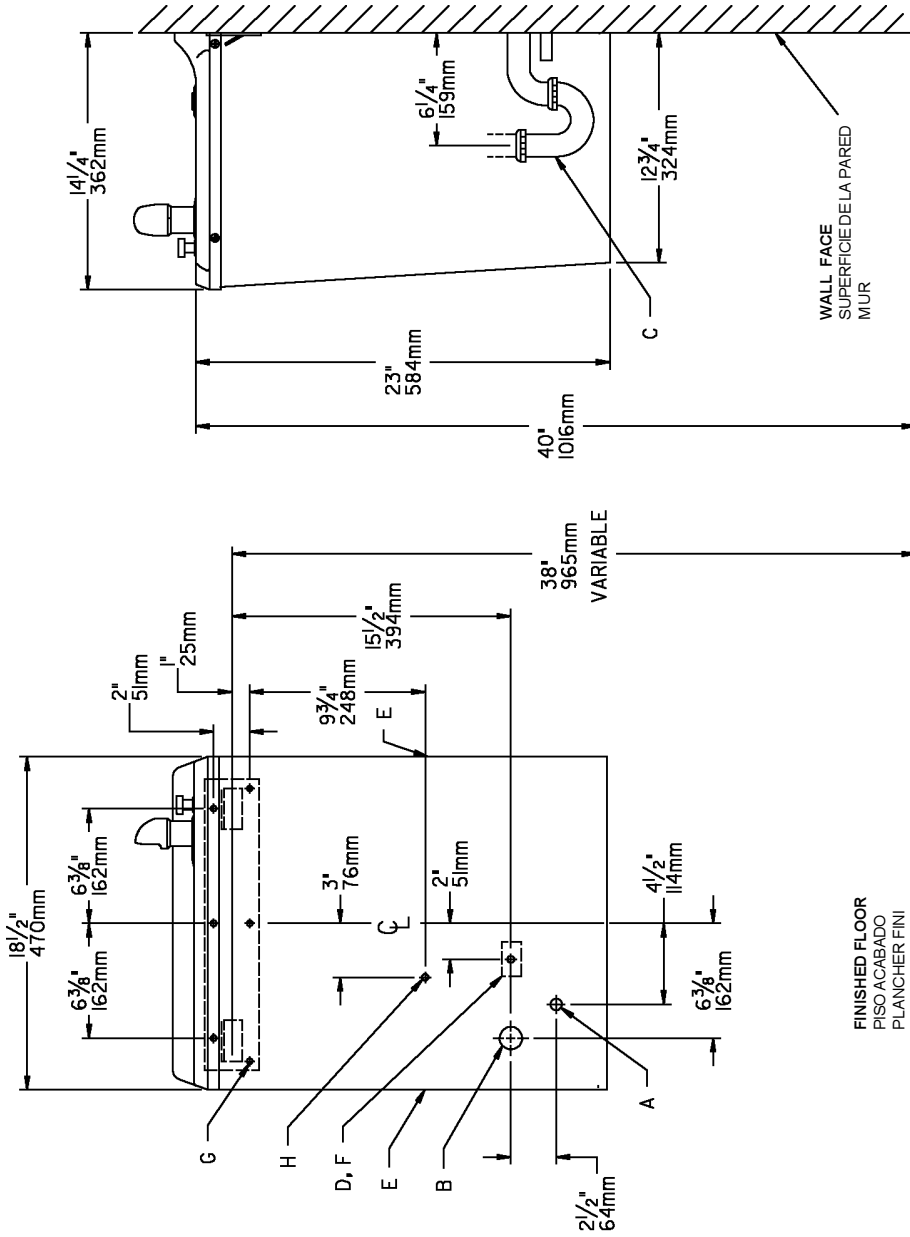 18 1/2"
470mm
6 3/8"
162mm
6 3/8"
162mm
2"
51mm
1"
25mm
9 3/4"
248mm
15 1/2"
394mm
38"
965mm
VARIABLE
3"
76mm
2"
51mm
CL
G
H
D, F
E
B
E
A
4 1/2"
114mm
6 3/8"
162mm
2 1/2"
64mm
FINISHED FLOOR
PISO ACABADO
PLANCHER FINI
14 1/4"
362mm
6 1/4"
159mm
23"
584mm
40"
1016mm
12 3/4"
324mm
C
WALL FACE
SUPERFICIE DE LA PARED
MUR